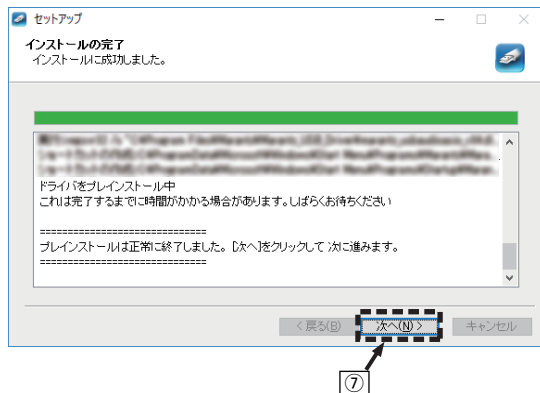 セットアップ
インストールの完了
インストールに成功しました。
ドライバをプレインストール中
これは完了するまでに時間がかかる場合があります。しばらくお待ちください
==============================
プレインストールは正常に終了しました。[次へ]をクリックして 次に進みます。
==============================
< 戻る(B)
次へ(N) >
キャンセル
⑦